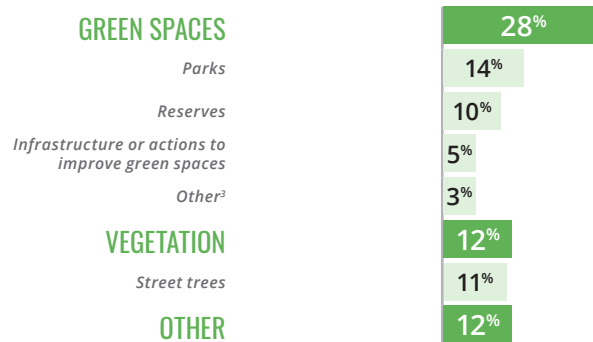 GREEN SPACES 28%
Parks 14%
Reserves 10%
Infrastructure or actions to
improve green spaces 5%
Other³ 3%
VEGETATION 12%
Street trees 11%
OTHER 12%